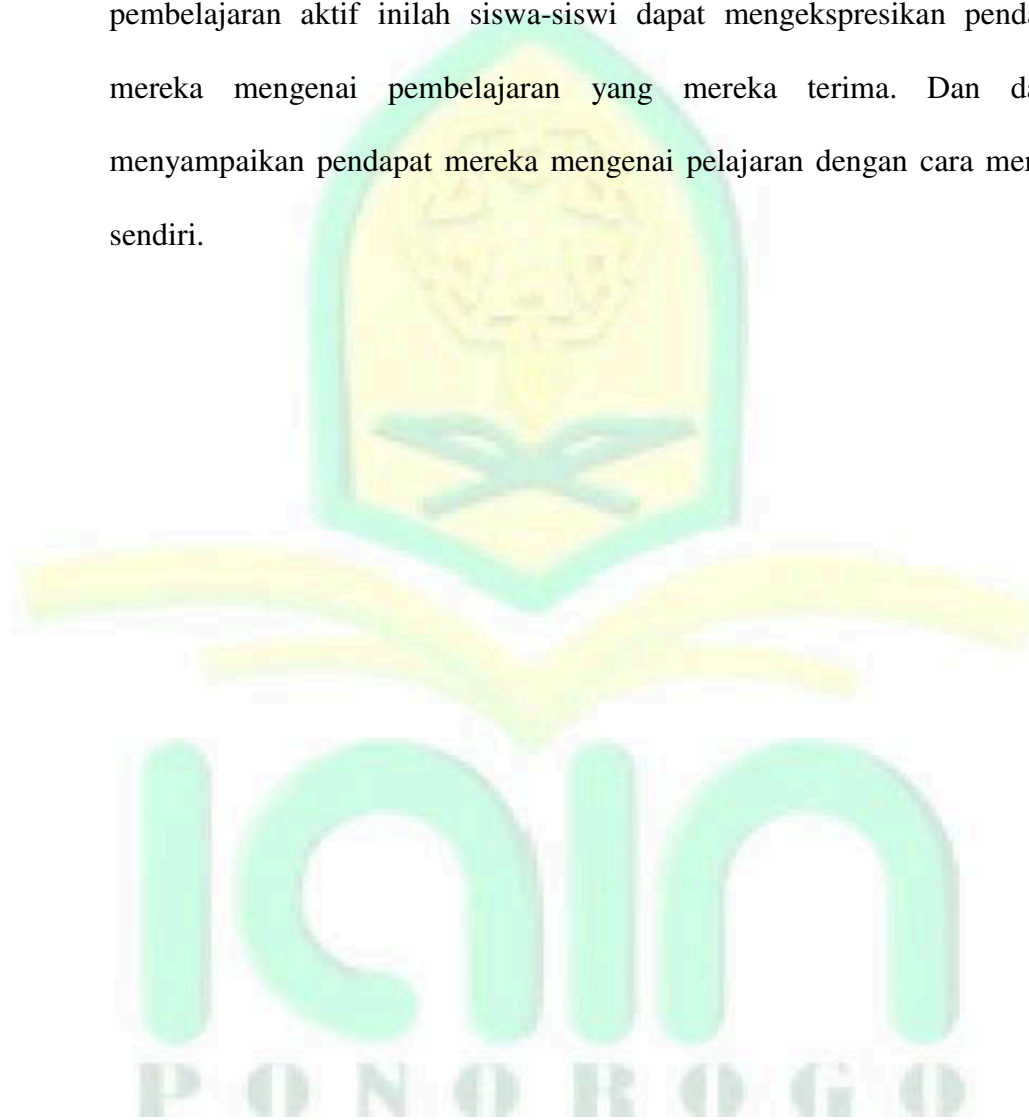 pembelajaran aktif inilah siswa-siswi dapat mengekspresikan
mereka mengenai pembelajaran yang mereka terima. Dan
menyampaikan pendapat mereka mengenai pelajaran dengan cara
sendiri.
iain
PONOROGO